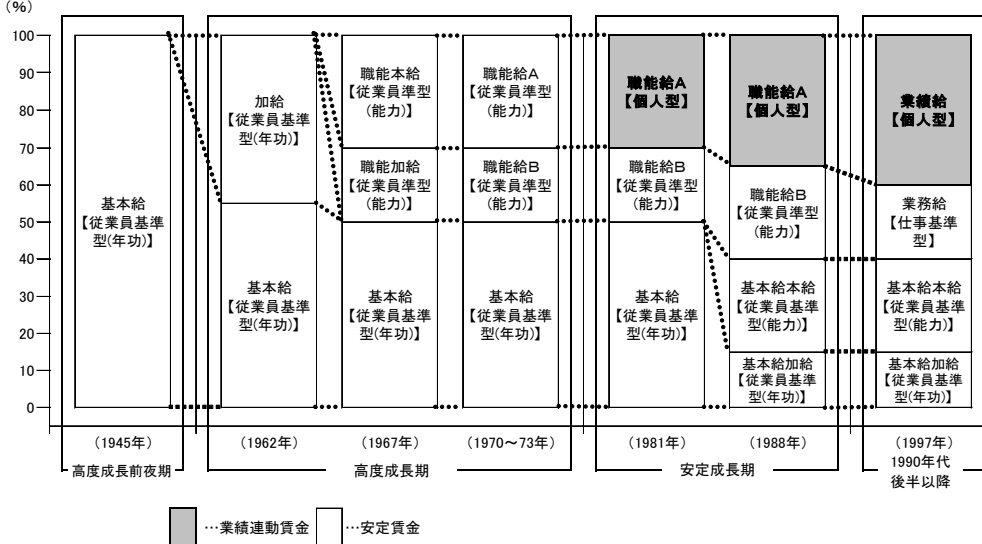 (%)
100
90
80
70
60
50
40
30
20
10
0
基本給
【従業員基準
型(年功)】
加給
【従業員基準
型(年功)】
基本給
【従業員基準
型(年功)】
職能本給
【従業員準型
(能力)】
職能加給
【従業員準型
(能力)】
基本給
【従業員基準
型(年功)】
職能給A
【従業員準型
(能力)】
職能給B
【従業員準型
(能力)】
基本給
【従業員基準
型(年功)】
職能給A
【個人型】
職能給B
【従業員準型
(能力)】
基本給
【従業員基準
型(年功)】
職能給A
【個人型】
職能給B
【従業員準型
(能力)】
基本給本給
【従業員基準
型(能力)】
基本給加給
【従業員基準
型(年功)】
業績給
【個人型】
業務給
【仕事基準
型】
基本給本給
【従業員基準
型(能力)】
基本給加給
【従業員基準
型(年功)】
(1945年)
(1962年)
(1967年)
(1970〜73年)
(1981年)
(1988年)
(1997年)
高度成長前夜期
高度成長期
安定成長期
1990年代
後半以降
…業績連動賃金
…安定賃金